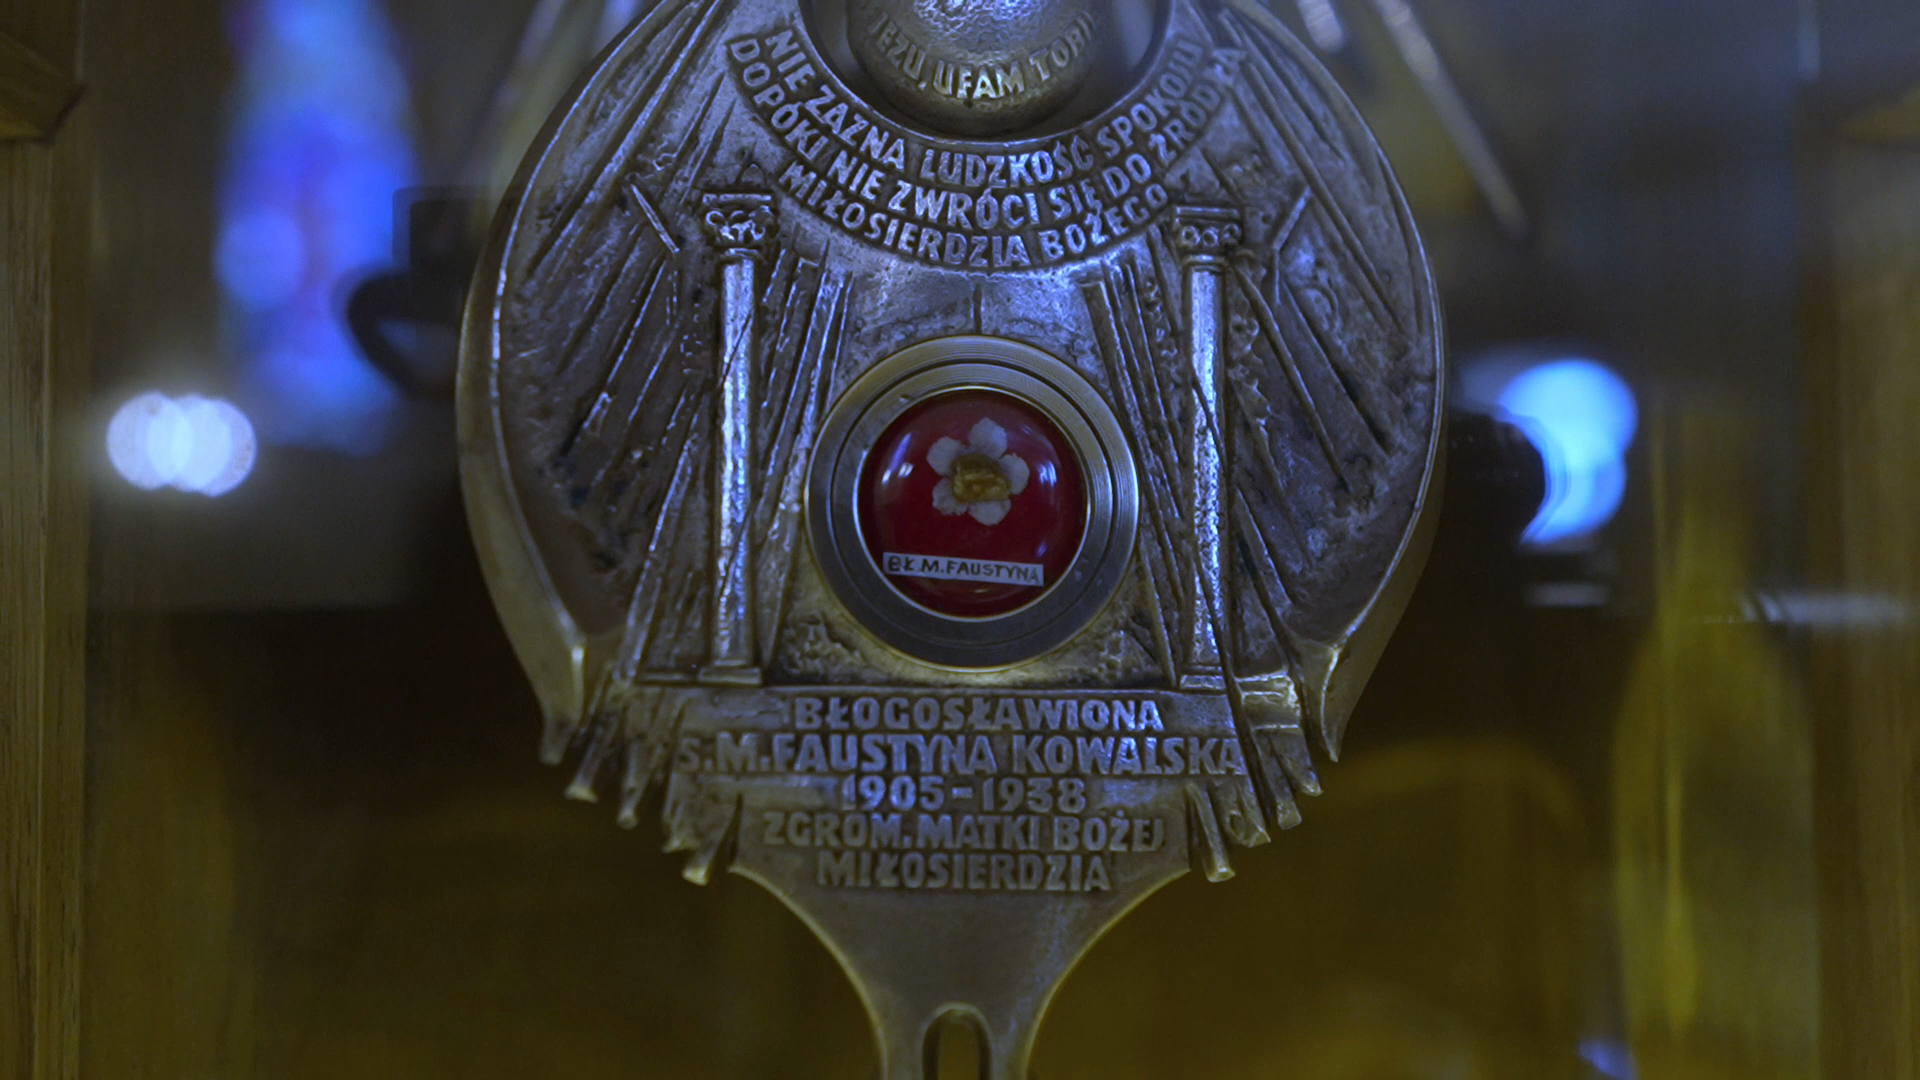 JEZU, UFAM TOBIE
NIE ZAZNA LUDZKOŚĆ SPOKOJU
DOPÓKI NIE ZWRÓCI SIĘ DO ŹRÓDŁA
MIŁOSIERDZIA BOŻEGO
BŁ. M. FAUSTYNA
BŁOGOSŁAWIONA
S. M. FAUSTYNA KOWALSKA
1905-1938
ZGROM. MATKI BOŻEJ
MIŁOSIERDZIA